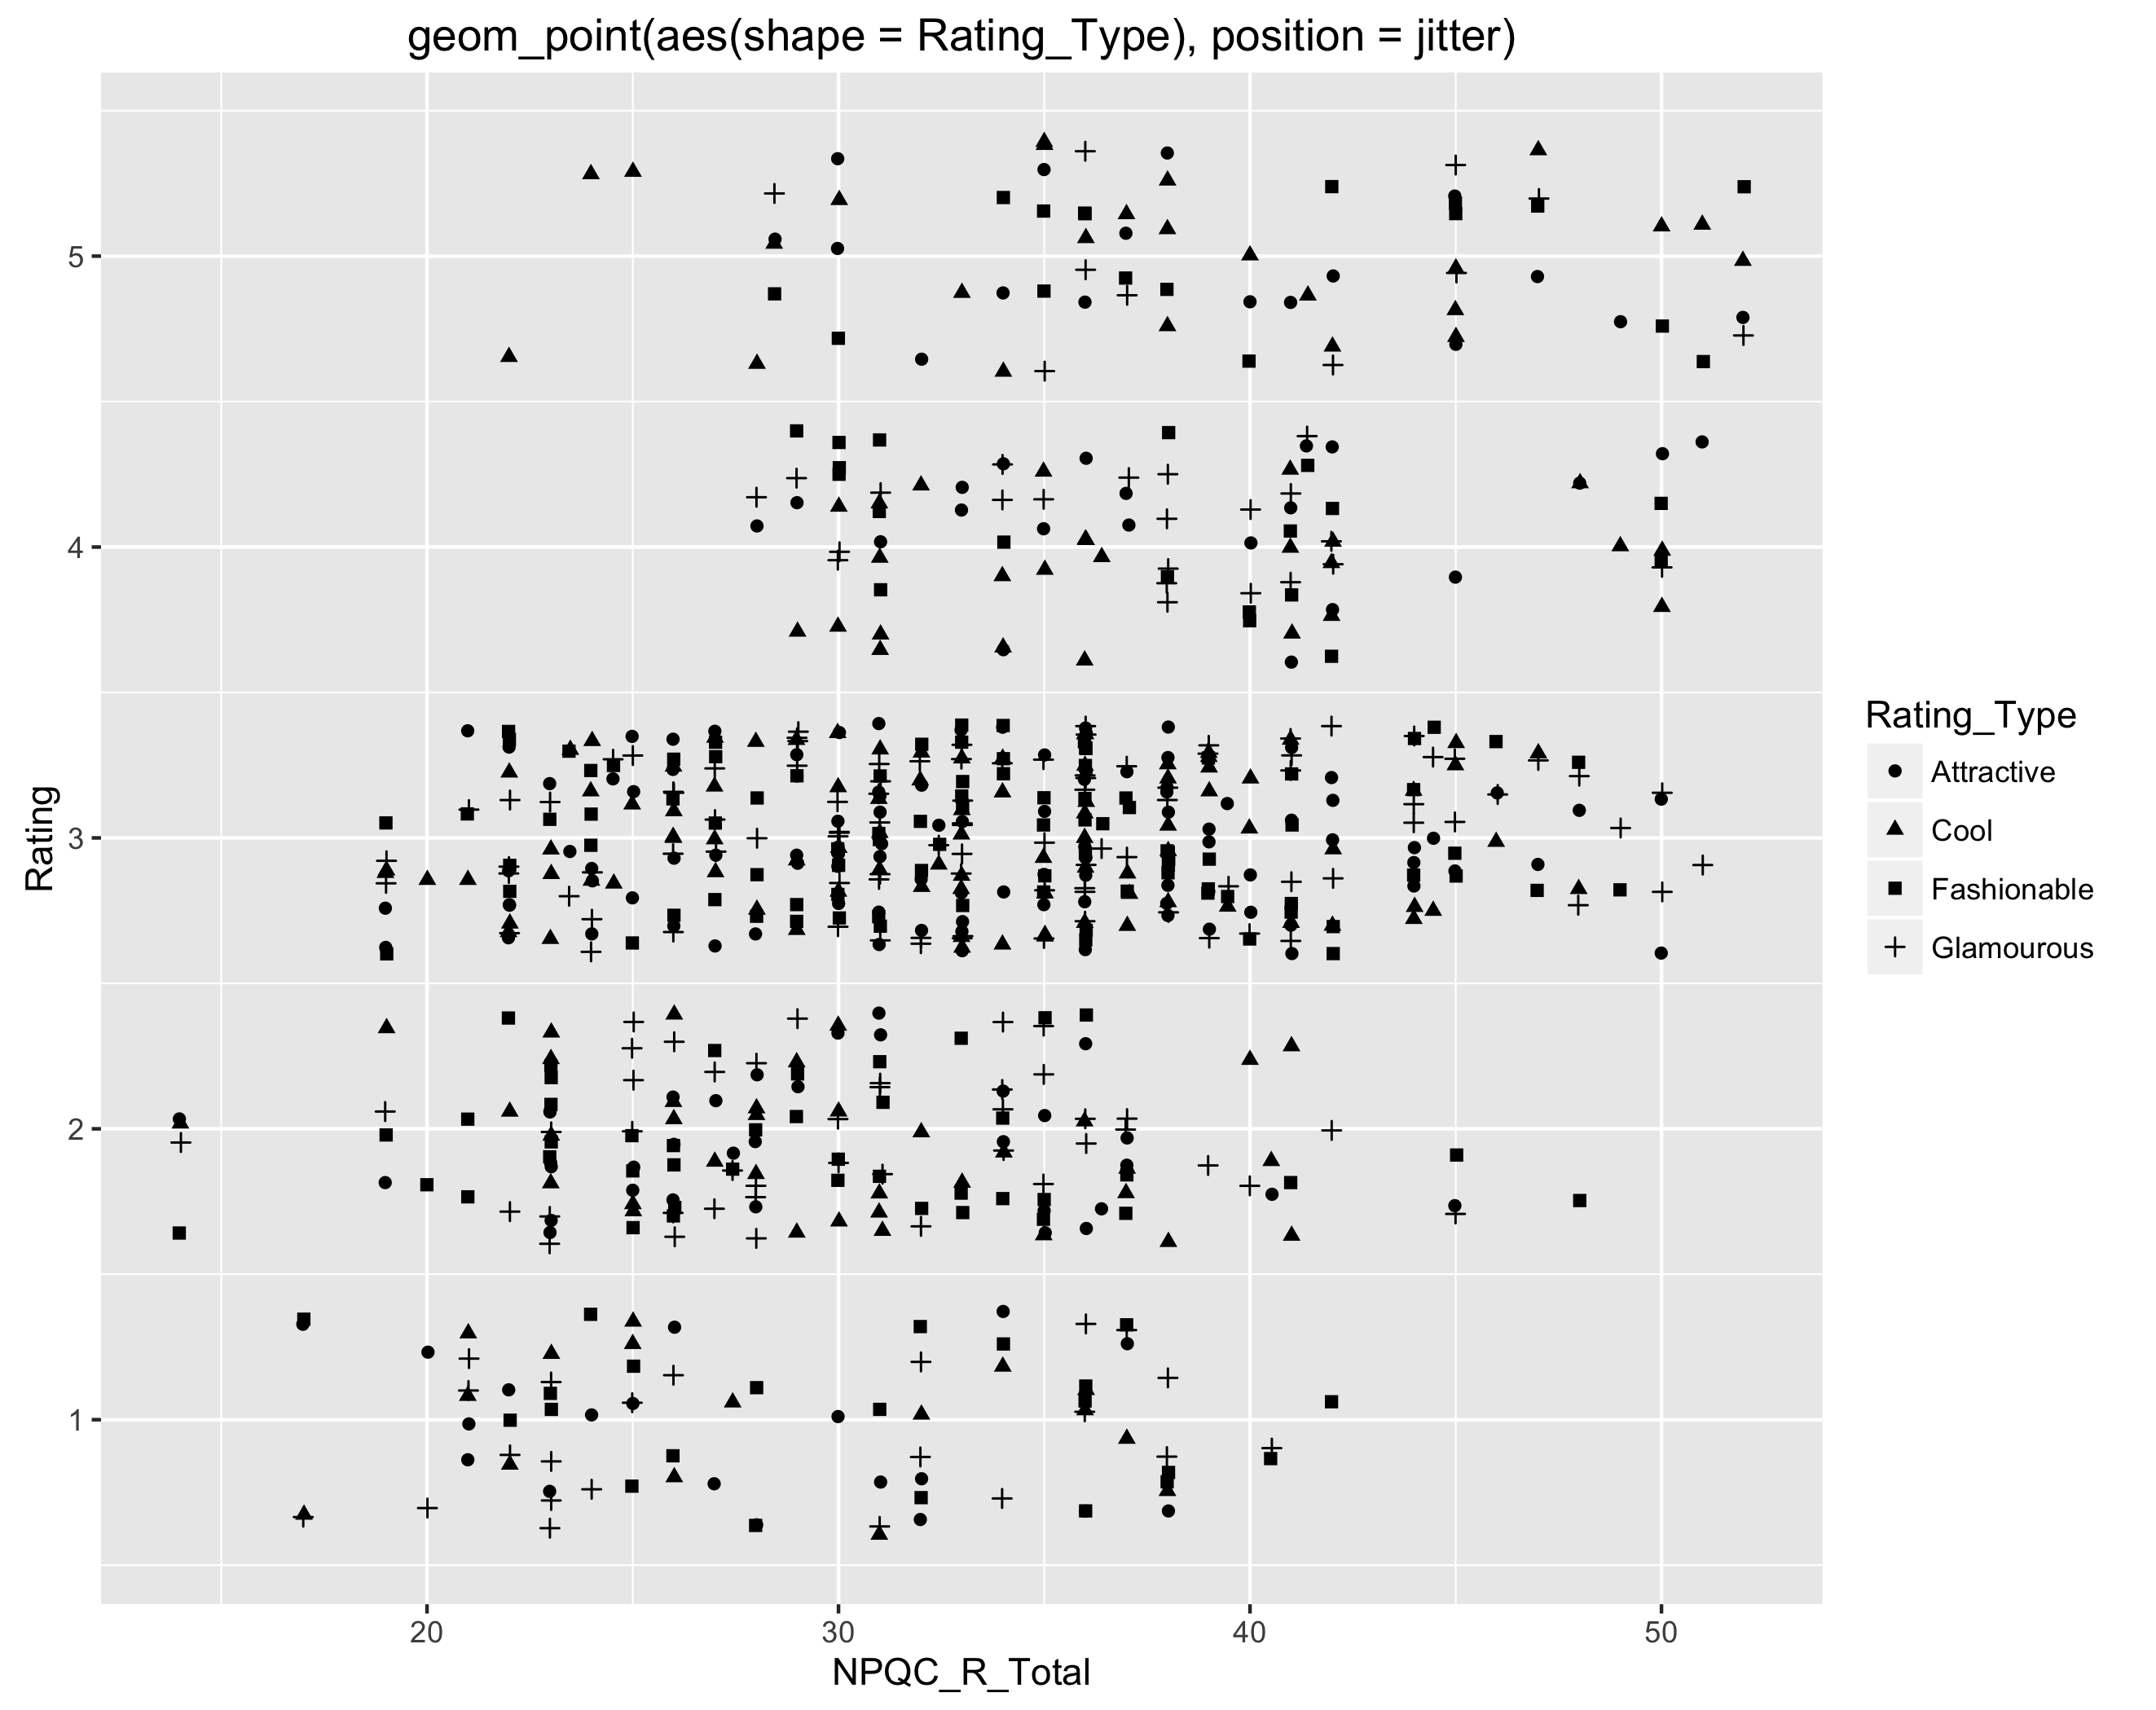 geom_point(aes(shape = Rating_Type), position = jitter)
Rating
5
4
3
2
1
20 30 40 50
NPQC_R_Total
Rating_Type
Attractive
Cool
Fashionable
Glamourous